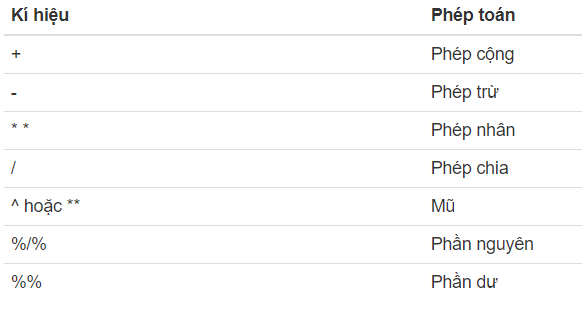 Kí hiệu Phép toán
+ Phép cộng
- Phép trừ
* * Phép nhân
/ Phép chia
^ hoặc ** Mũ
%/% Phần nguyên
%% Phần dư